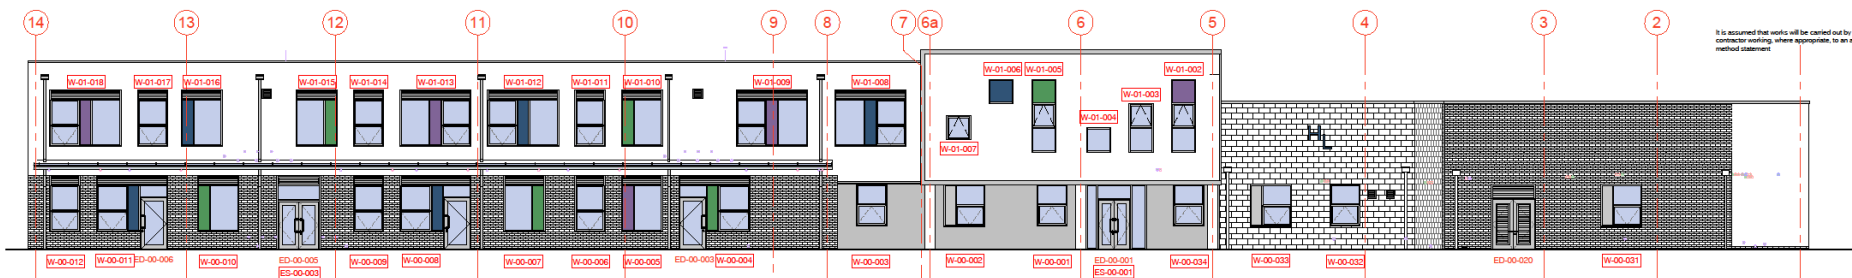 14 13 12 11 10 9 8 7 6a 6 5 4 3 2
It is assumed that works will be carried out by
contractor working, where appropriate, to an a
method statement
W-01-018 W-01-017 W-01-016 W-01-015 W-01-014 W-01-013 W-01-012 W-01-011 W-01-010 W-01-009 W-01-008 W-01-006 W-01-005 W-01-002
W-01-003
W-01-004
W-01-007
HL
W-00-012 W-00-011 ED-00-006 W-00-010 ED-00-005 W-00-009 W-00-008 W-00-007 W-00-006 W-00-005 ED-00-003 W-00-004 W-00-003 W-00-002 W-00-001 ED-00-001 W-00-034 W-00-033 W-00-032 ED-00-020 W-00-031
ES-00-003 ES-00-001